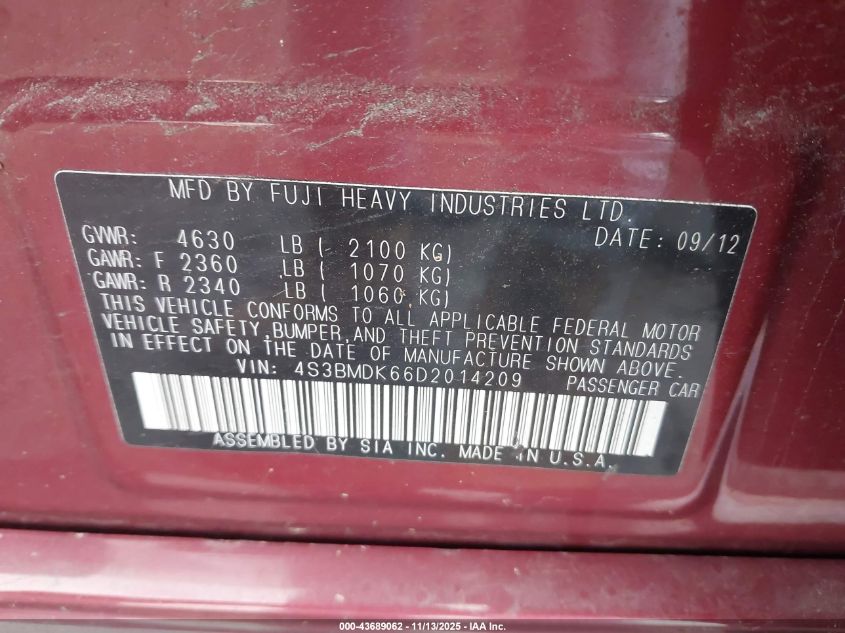 MFD BY FUJI HEAVY INDUSTRIES LTD.
DATE: 09/12
GVWR: 4630 LB ( 2100 KG)
GAWR: F 2360 LB ( 1070 KG)
GAWR: R 2340 LB ( 1060 KG)
THIS VEHICLE CONFORMS TO ALL APPLICABLE FEDERAL MOTOR
VEHICLE SAFETY, BUMPER, AND THEFT PREVENTION STANDARDS
IN EFFECT ON THE DATE OF MANUFACTURE SHOWN ABOVE.
VIN: 4S3BMDK66D2014209 PASSENGER CAR
ASSEMBLED BY SIA INC. MADE IN U.S.A.
000-43689062 - 11/13/2025 - IAA Inc.